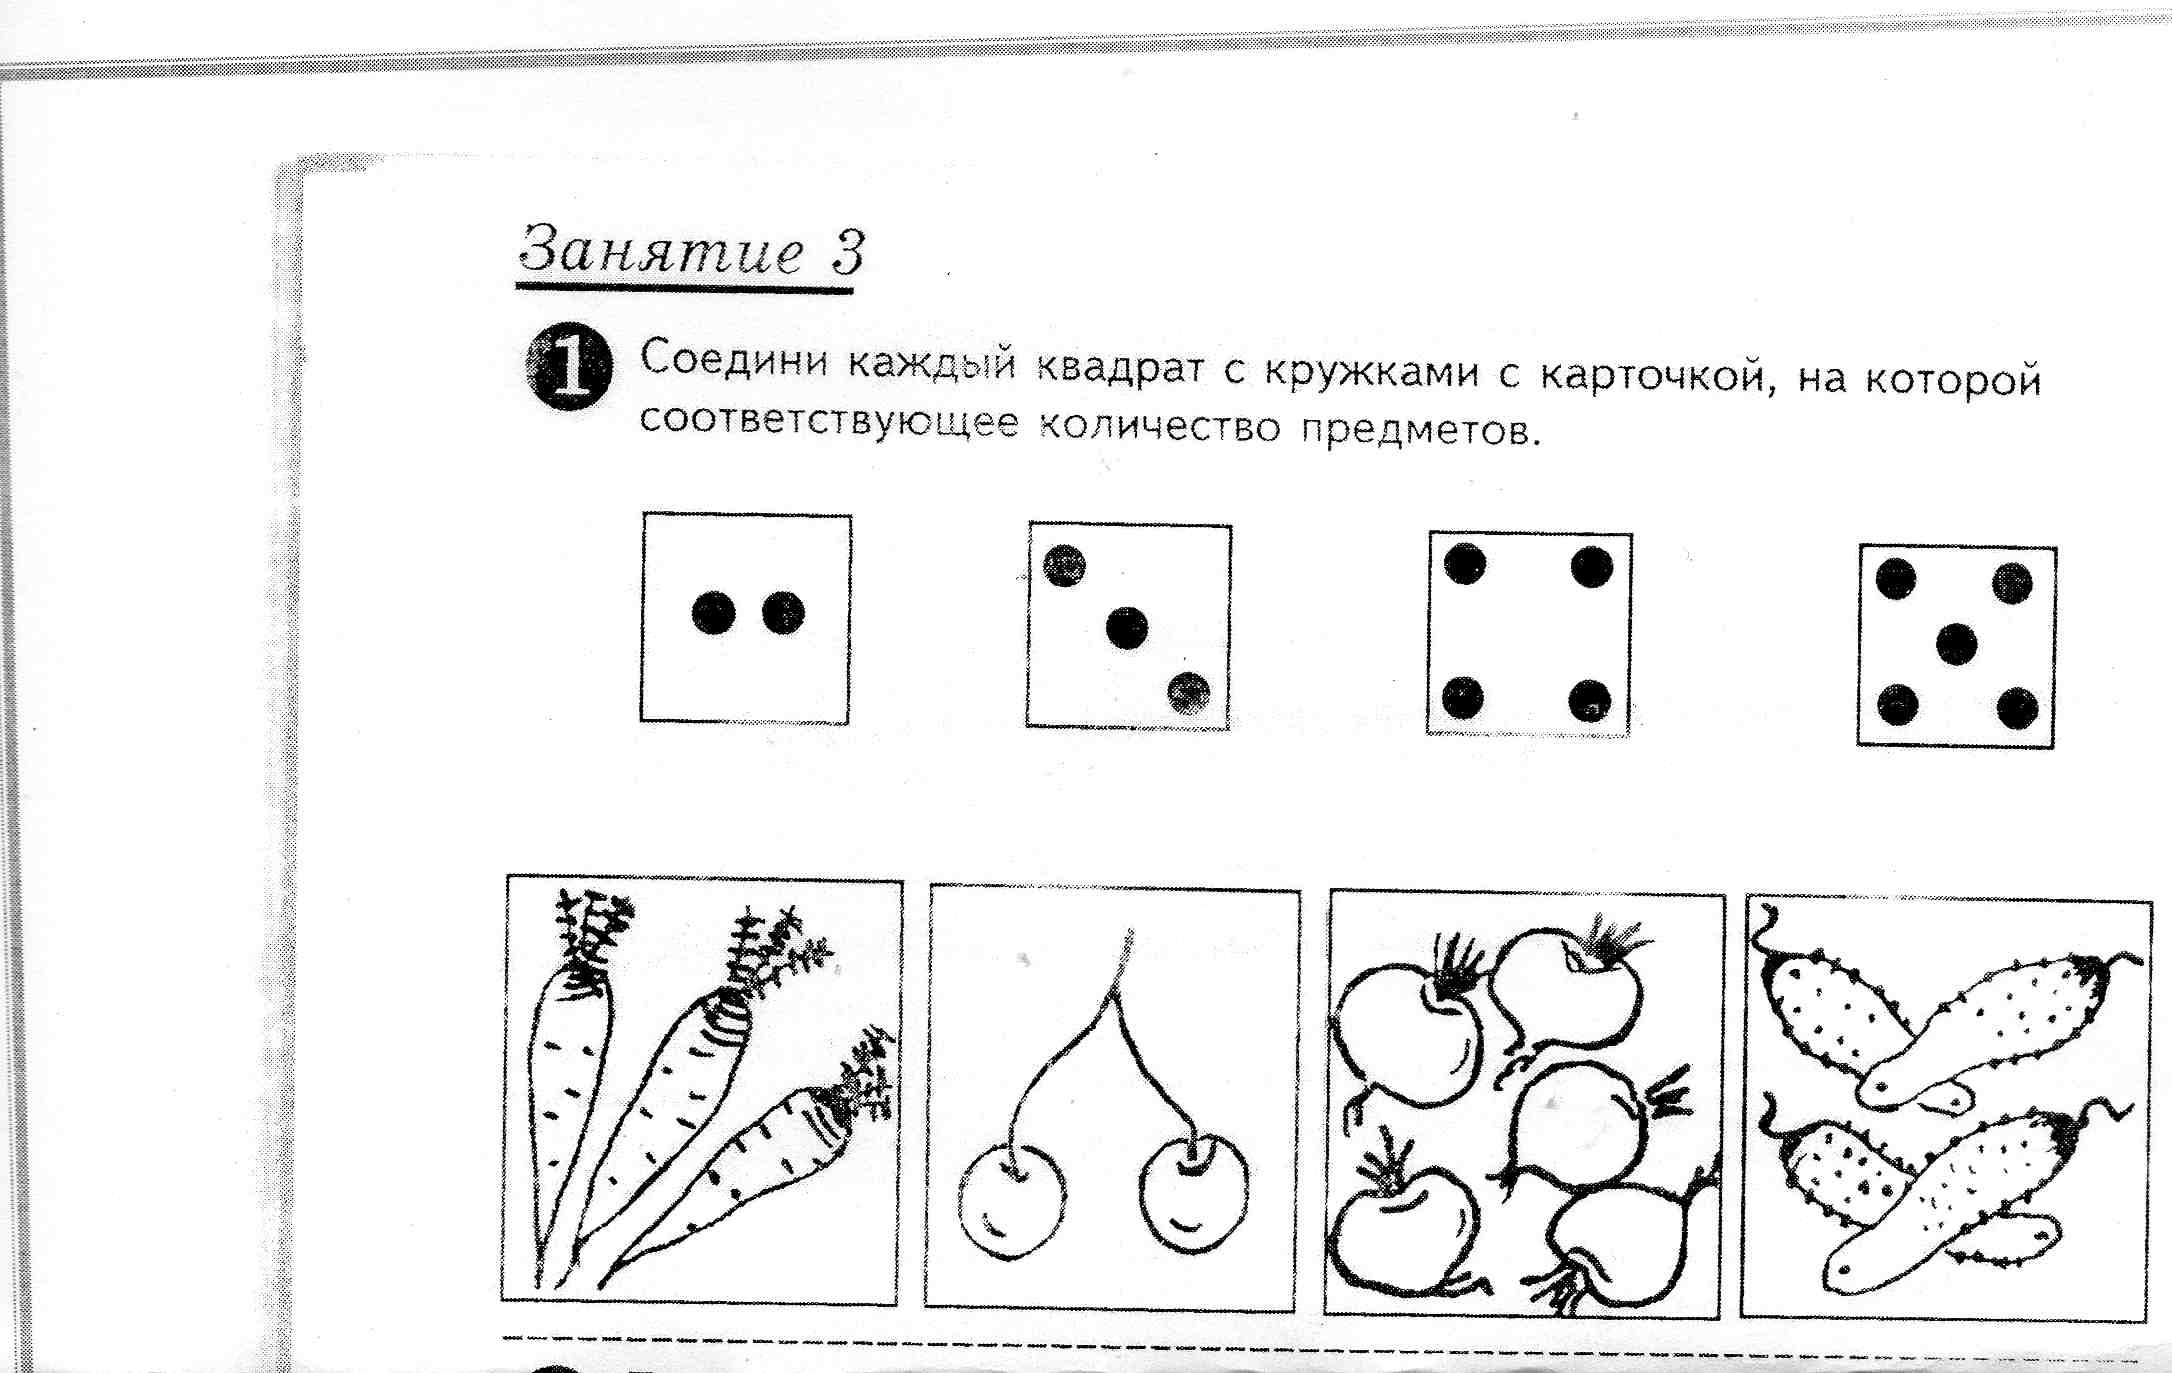 Занятие 3
1 Соедини каждый квадрат с кружками с карточкой, на которой
соответствующее количество предметов.